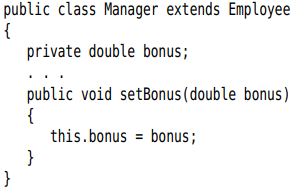 public class Manager extends Employee
{
   private double bonus;
   . . .
   public void setBonus(double bonus)
   {
      this.bonus = bonus;
   }
}